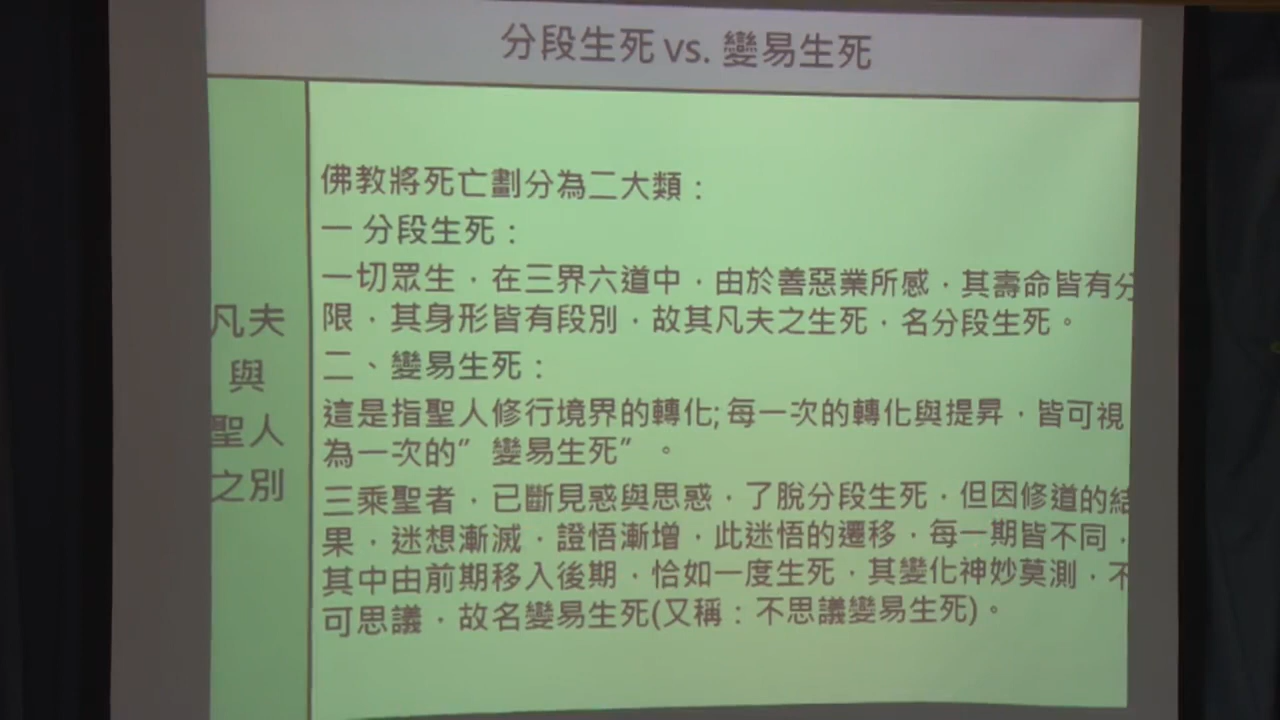 分段生死 vs. 變易生死
凡夫
與
聖人
之別
佛教將死亡劃分為二大類：
一 分段生死：
一切眾生，在三界六道中，由於善惡業所感，其壽命皆有分
限，其身形皆有段別，故其凡夫之生死，名分段生死。
二、變易生死：
這是指聖人修行境界的轉化; 每一次的轉化與提昇，皆可視
為一次的”變易生死”。
三乘聖者，已斷見惑與思惑，了脫分段生死，但因修道的結
果，迷想漸滅，證悟漸增，此迷悟的遷移，每一期皆不同，
其中由前期移入後期，恰如一度生死，其變化神妙莫測，不
可思議，故名變易生死(又稱：不思議變易生死)。